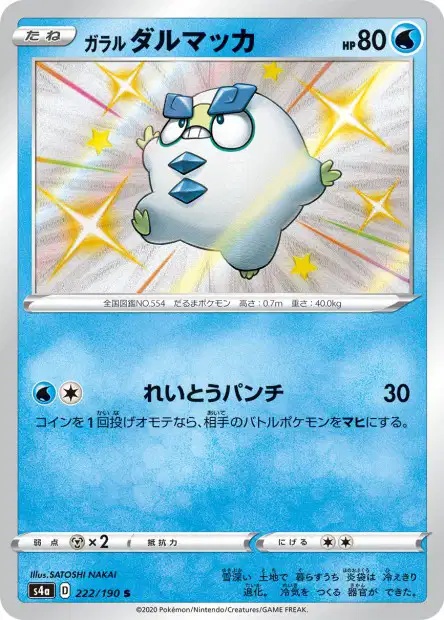 たね ガラル ダルマッカ HP80
全国図鑑NO.554 だるまポケモン 高さ:0.7m 重さ:40.0kg
れいとうパンチ 30
コインを1回投げオモテなら、相手のバトルポケモンをマヒにする。
弱点 ×2 抵抗力 にげる
Illus.SATOSHI NAKAI
s4a D 222/190 S
雪深い 土地で 暮らすうち 炎袋は 冷えきり
退化。 冷気を つくる 器官が できた。
©2020 Pokémon/Nintendo/Creatures/GAME FREAK.